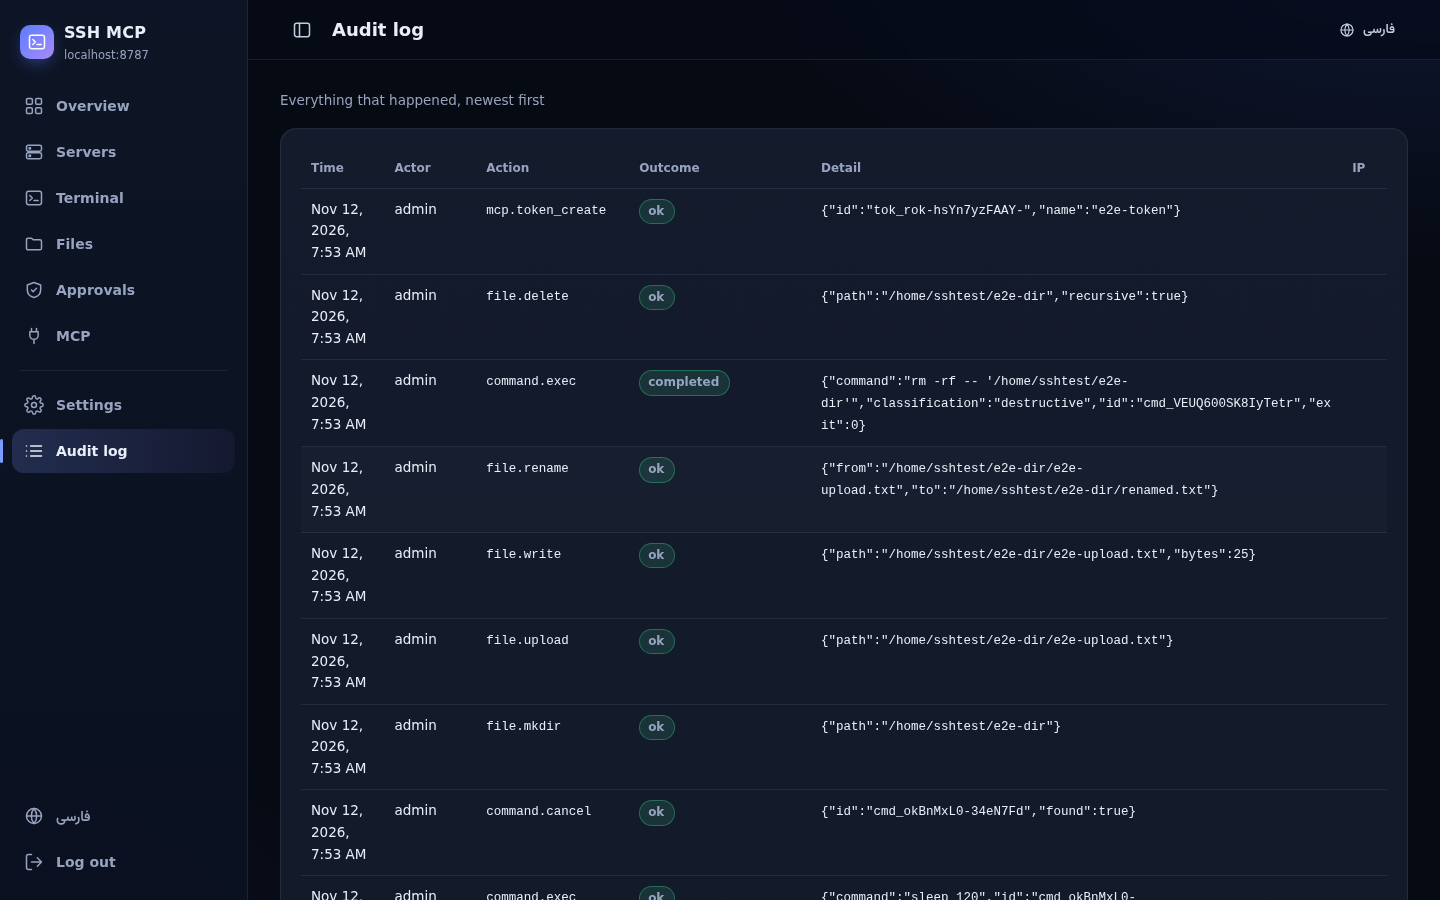 SSH MCP
localhost:8787
Overview
Servers
Terminal
Files
Approvals
MCP
Settings
Audit log
فارسی
Log out
Audit log
فارسی
Everything that happened, newest first
Time Actor Action Outcome Detail IP
Nov 12, 2026, 7:53 AM admin mcp.token_create ok {"id":"tok_rok-hsYn7yzFAAY-","name":"e2e-token"}
Nov 12, 2026, 7:53 AM admin file.delete ok {"path":"/home/sshtest/e2e-dir","recursive":true}
Nov 12, 2026, 7:53 AM admin command.exec completed {"command":"rm -rf -- '/home/sshtest/e2e-dir'","classification":"destructive","id":"cmd_VEUQ600SK8IyTetr","exit":0}
Nov 12, 2026, 7:53 AM admin file.rename ok {"from":"/home/sshtest/e2e-dir/e2e-upload.txt","to":"/home/sshtest/e2e-dir/renamed.txt"}
Nov 12, 2026, 7:53 AM admin file.write ok {"path":"/home/sshtest/e2e-dir/e2e-upload.txt","bytes":25}
Nov 12, 2026, 7:53 AM admin file.upload ok {"path":"/home/sshtest/e2e-dir/e2e-upload.txt"}
Nov 12, 2026, 7:53 AM admin file.mkdir ok {"path":"/home/sshtest/e2e-dir"}
Nov 12, 2026, 7:53 AM admin command.cancel ok {"id":"cmd_okBnMxL0-34eN7Fd","found":true}
Nov 12, admin command.exec ok {"command":"sleep 120","id":"cmd_okBnMxL0-